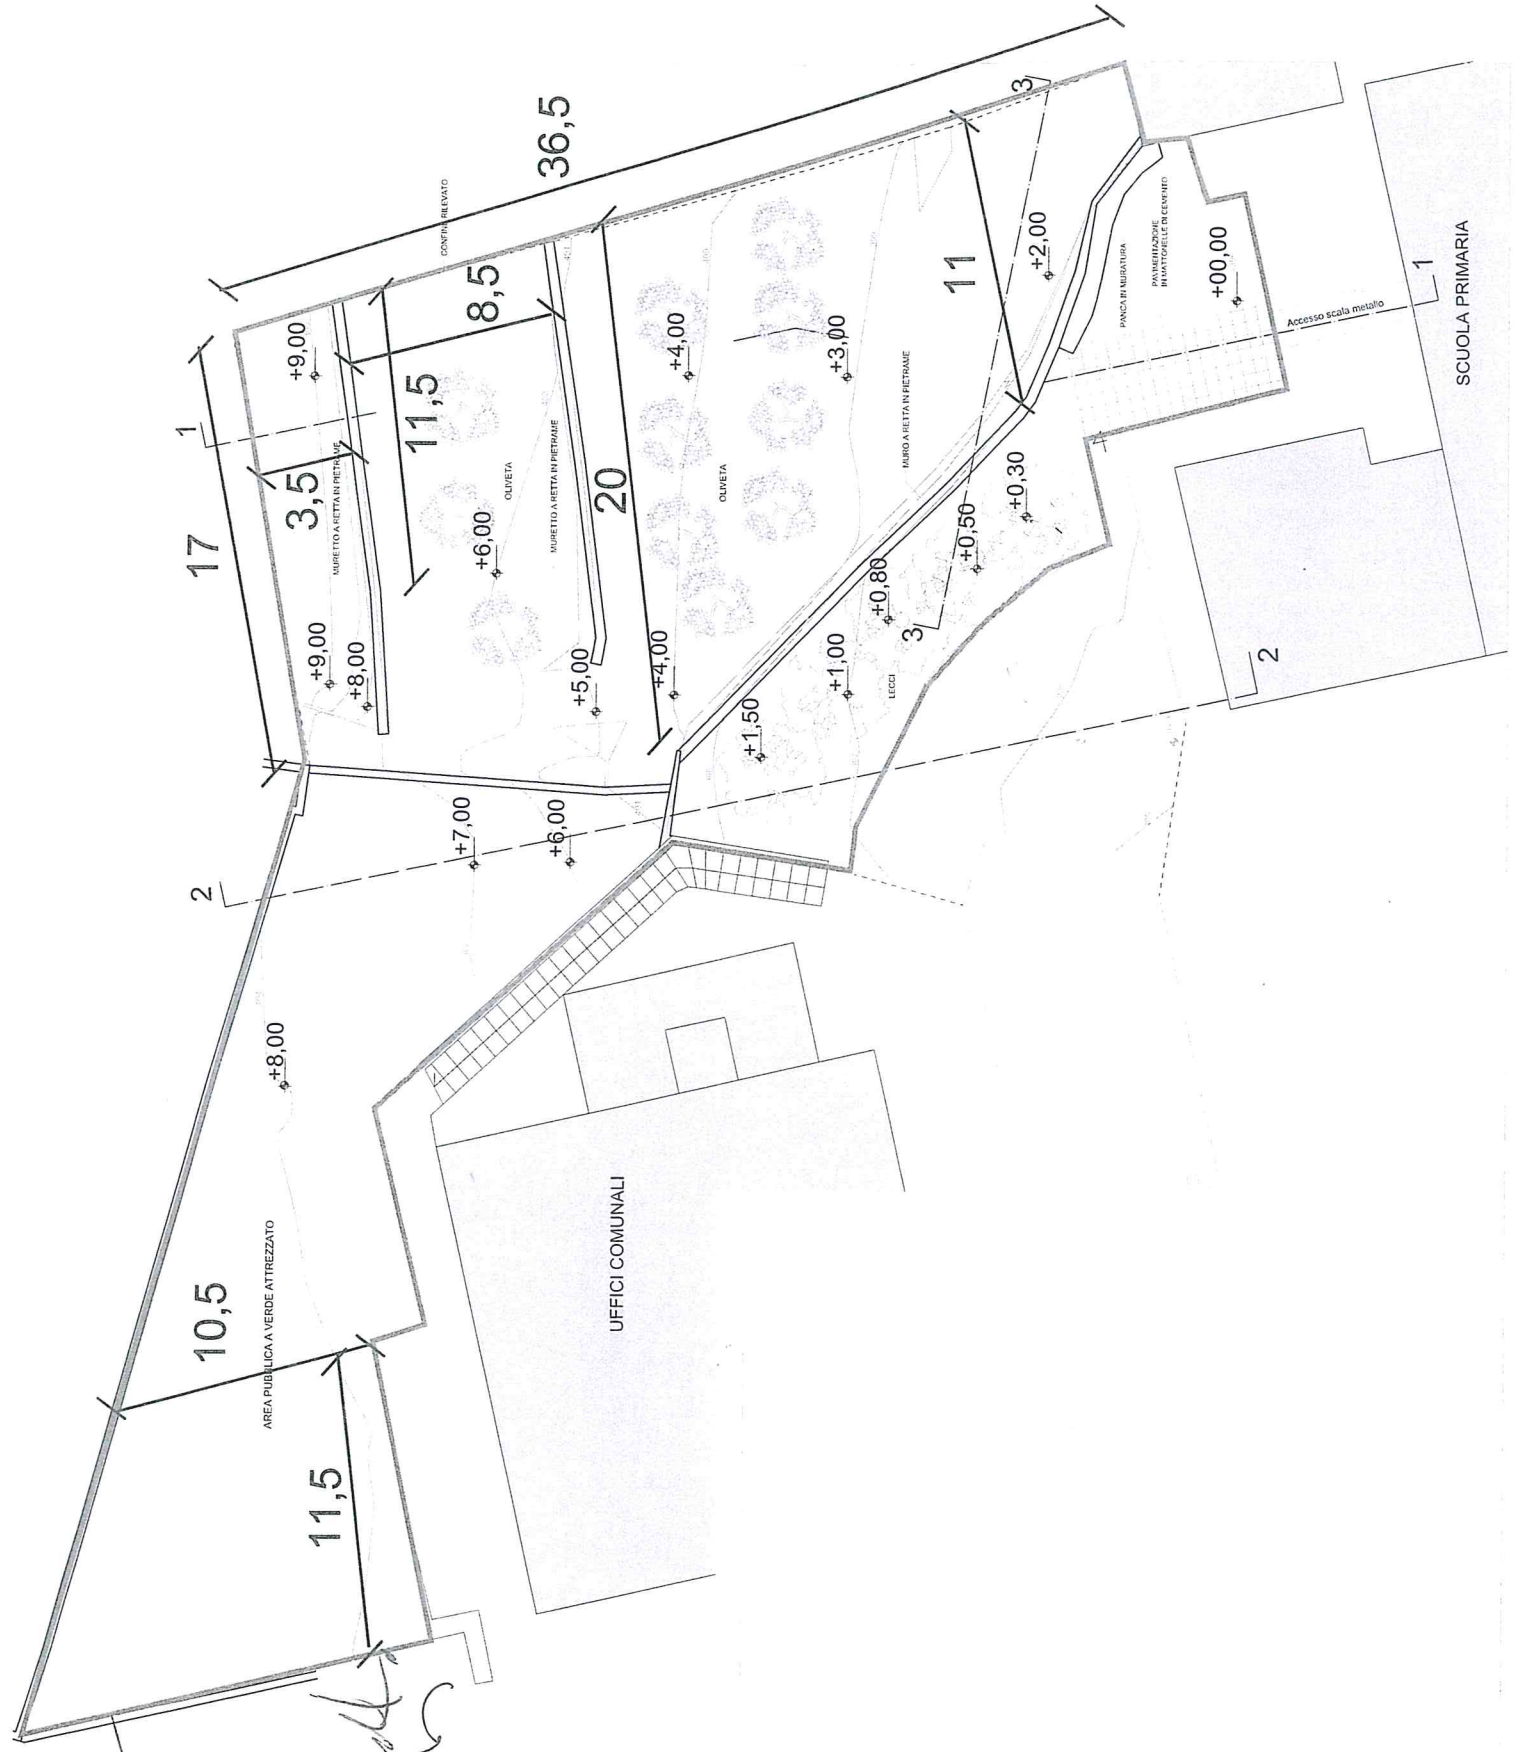 36,5
CONFINE RILEVATO
17
1
+9,00
3,5
MURETTO A RETTA IN PIETRAME
11,5
8,5
+9,00
+8,00
OLIVETA
+6,00
MURETTO A RETTA IN PIETRAME
20
+5,00
+4,00
+4,00
OLIVETA
+3,00
MURO A RETTA IN PIETRAME
11
3
+2,00
PANCA IN MURATURA
PAVIMENTAZIONE
IN MATTONELLE DI CEMENTO
+00,00
1
Accesso scala metallo
SCUOLA PRIMARIA
+0,30
+0,50
+0,80
3
+1,00
LECCI
+1,50
2
2
+7,00
+6,00
+8,00
AREA PUBBLICA A VERDE ATTREZZATO
10,5
11,5
UFFICI COMUNALI